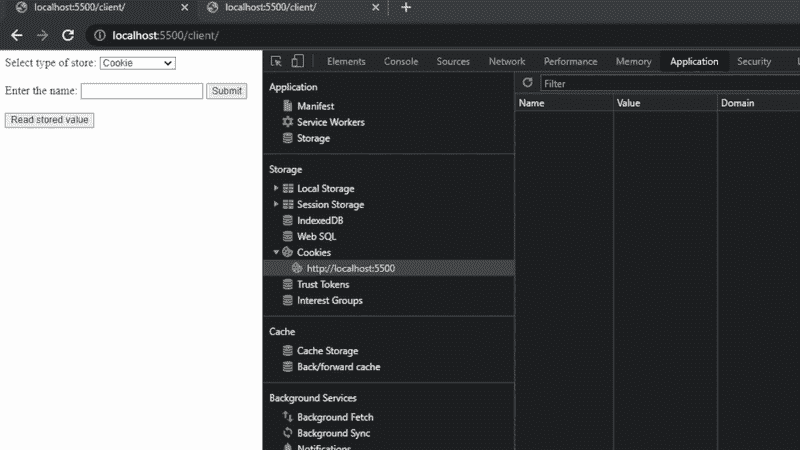 localhost:5500/client/ localhost:5500/client/
localhost:5500/client/
Select type of store: Cookie
Enter the name: Submit
Read stored value
Elements Console Sources Network Performance Memory Application Security
Application
Manifest
Service Workers
Storage
Storage
Local Storage
Session Storage
IndexedDB
Web SQL
Cookies
http://localhost:5500
Trust Tokens
Interest Groups
Cache
Cache Storage
Back/forward cache
Background Services
Background Fetch
Background Sync
Notifications
Filter
Name Value Domain